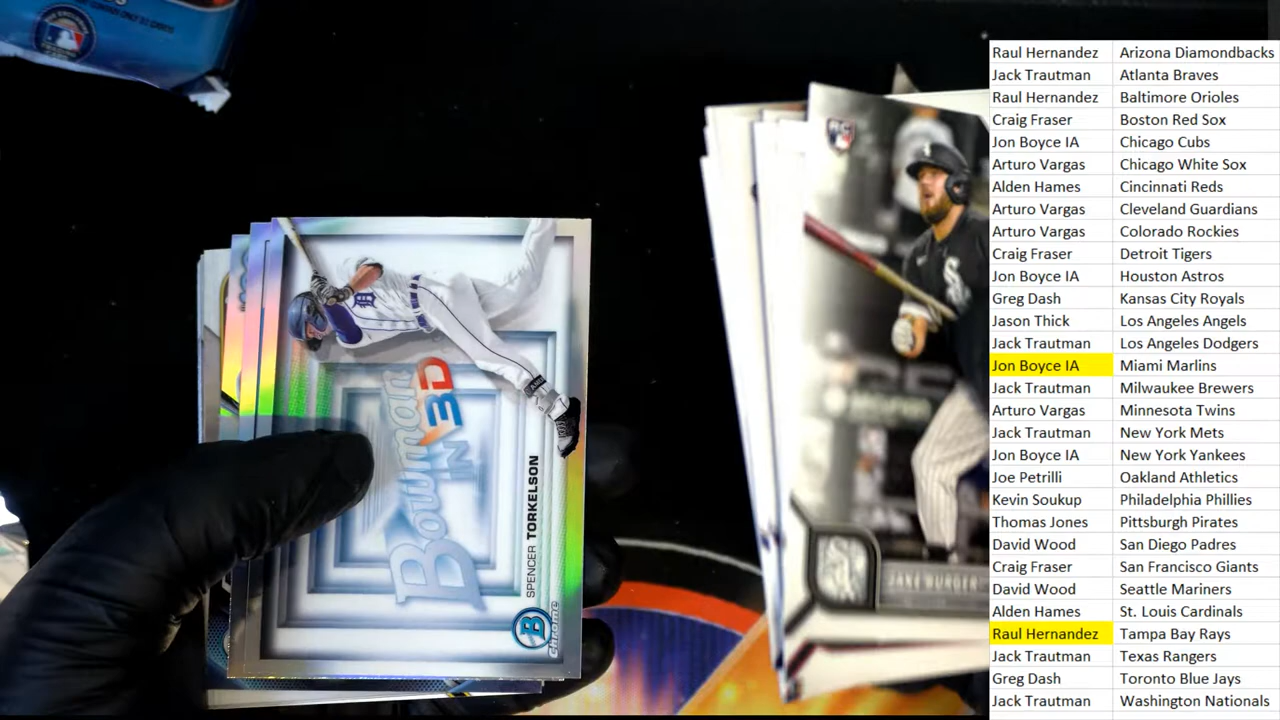 Raul Hernandez Arizona Diamondbacks
Jack Trautman Atlanta Braves
Raul Hernandez Baltimore Orioles
Craig Fraser Boston Red Sox
Jon Boyce IA Chicago Cubs
Arturo Vargas Chicago White Sox
Alden Hames Cincinnati Reds
Arturo Vargas Cleveland Guardians
Arturo Vargas Colorado Rockies
Craig Fraser Detroit Tigers
Jon Boyce IA Houston Astros
Greg Dash Kansas City Royals
Jason Thick Los Angeles Angels
Jack Trautman Los Angeles Dodgers
Jon Boyce IA Miami Marlins
Jack Trautman Milwaukee Brewers
Arturo Vargas Minnesota Twins
Jack Trautman New York Mets
Jon Boyce IA New York Yankees
Joe Petrilli Oakland Athletics
Kevin Soukup Philadelphia Phillies
Thomas Jones Pittsburgh Pirates
David Wood San Diego Padres
Craig Fraser San Francisco Giants
David Wood Seattle Mariners
Alden Hames St. Louis Cardinals
Raul Hernandez Tampa Bay Rays
Jack Trautman Texas Rangers
Greg Dash Toronto Blue Jays
Jack Trautman Washington Nationals
Bowman
IN 3D
SPENCER TORKELSON
B chrome
RC